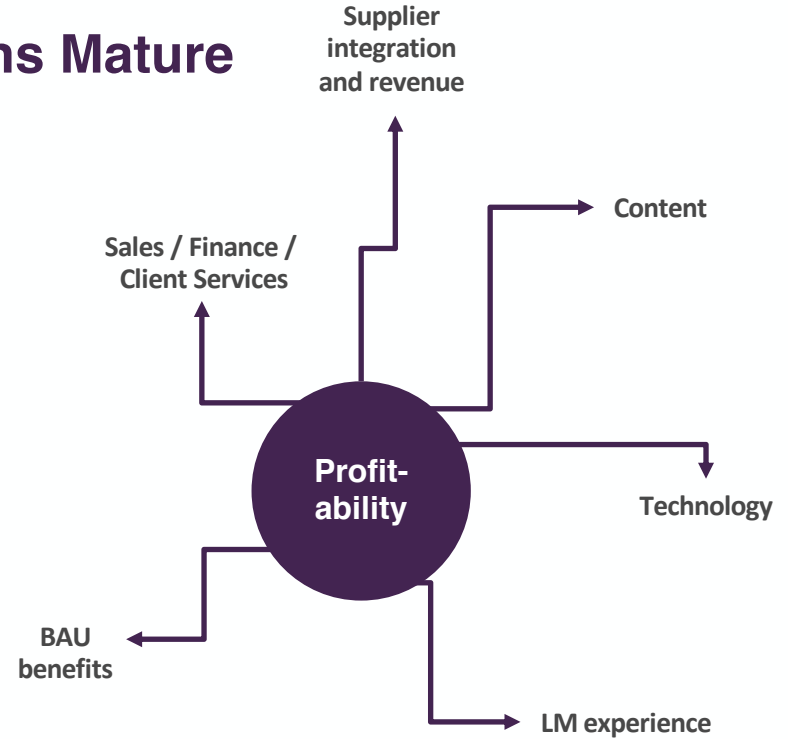 ns Mature
Supplier
integration
and revenue
Content
Sales / Finance /
Client Services
Profit-
ability
Technology
BAU
benefits
LM experience